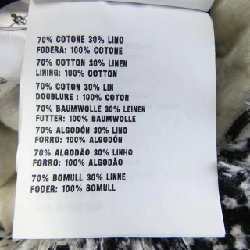 70% COTONE 30% LINO
FODERA: 100% COTONE
70% COTTON 30% LINEN
LINING: 100% COTTON
70% COTON 30% LIN
DOUBLURE : 100% COTON
70% BAUMWOLLE 30% LEINEN
FUTTER: 100% BAUMWOLLE
70% ALGODÓN 30% LINO
FORRO: 100% ALGODÓN
70% ALGODÃO 30% LINHO
FORRO: 100% ALGODÃO
70% BOMULL 30% LINNE
FODER: 100% BOMULL